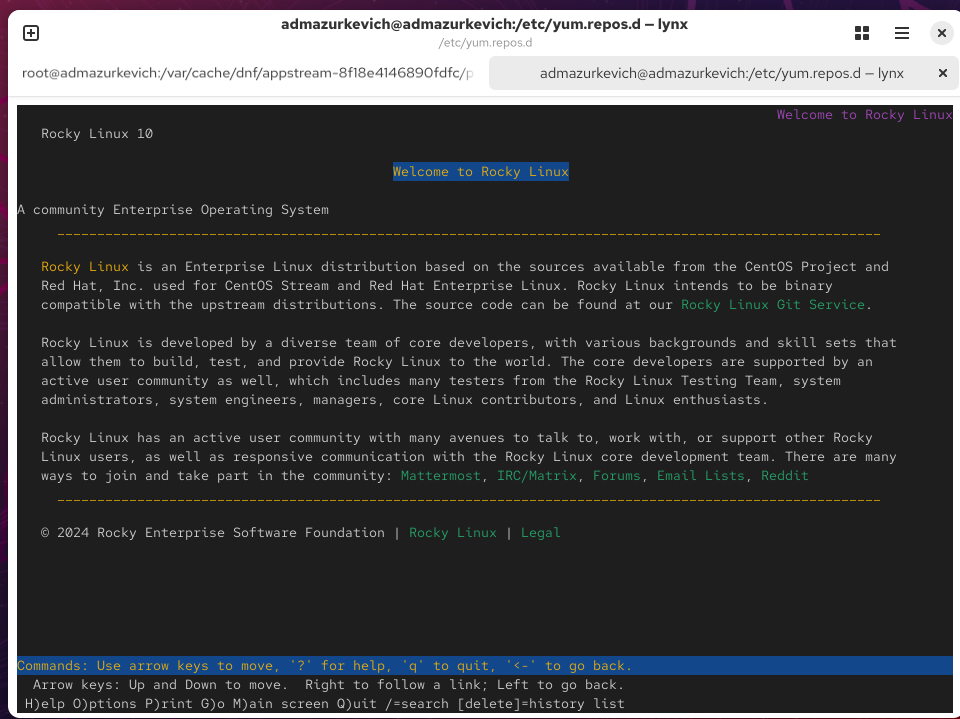 admazurkevich@admazurkevich:/etc/yum.repos.d — lynx
/etc/yum.repos.d
root@admazurkevich:/var/cache/dnf/appstream-8f18e4146890fdfc/p
admazurkevich@admazurkevich:/etc/yum.repos.d — lynx
Welcome to Rocky Linux
Rocky Linux 10
Welcome to Rocky Linux
A community Enterprise Operating System
Rocky Linux is an Enterprise Linux distribution based on the sources available from the CentOS Project and
Red Hat, Inc. used for CentOS Stream and Red Hat Enterprise Linux. Rocky Linux intends to be binary
compatible with the upstream distributions. The source code can be found at our Rocky Linux Git Service.
Rocky Linux is developed by a diverse team of core developers, with various backgrounds and skill sets that
allow them to build, test, and provide Rocky Linux to the world. The core developers are supported by an
active user community as well, which includes many testers from the Rocky Linux Testing Team, system
administrators, system engineers, managers, core Linux contributors, and Linux enthusiasts.
Rocky Linux has an active user community with many avenues to talk to, work with, or support other Rocky
Linux users, as well as responsive communication with the Rocky Linux core development team. There are many
ways to join and take part in the community: Mattermost, IRC/Matrix, Forums, Email Lists, Reddit
© 2024 Rocky Enterprise Software Foundation | Rocky Linux | Legal
Commands: Use arrow keys to move, '?' for help, 'q' to quit, '<-' to go back.
Arrow keys: Up and Down to move.  Right to follow a link; Left to go back.
H)elp O)ptions P)rint G)o M)ain screen Q)uit /=search [delete]=history list